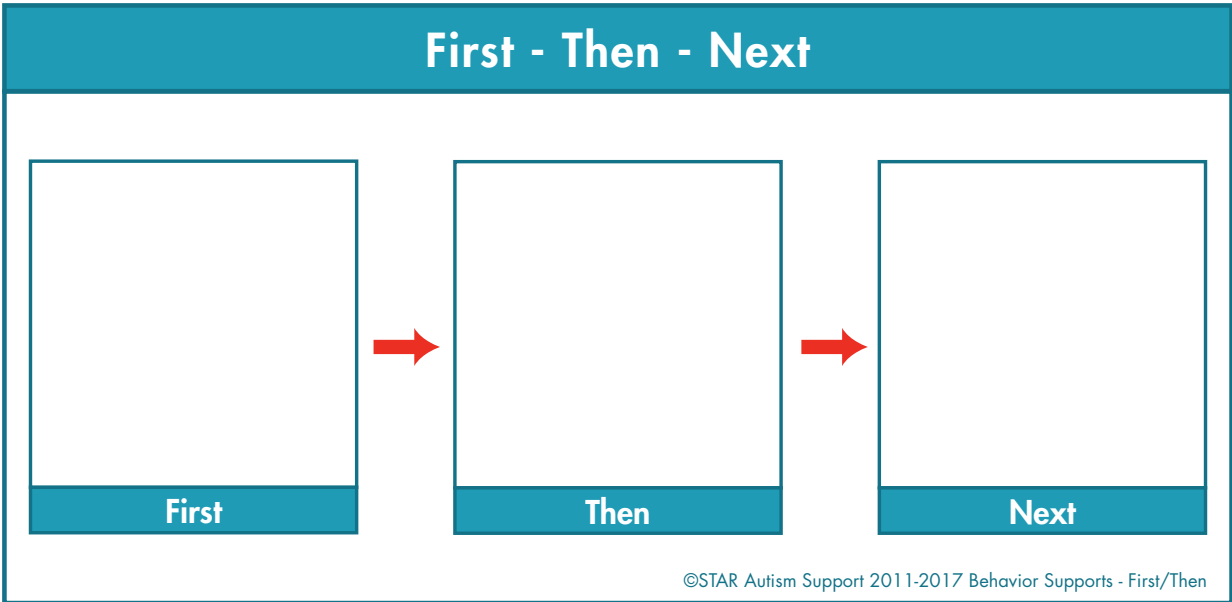 First - Then - Next
First
Then
Next
©STAR Autism Support 2011-2017 Behavior Supports - First/Then